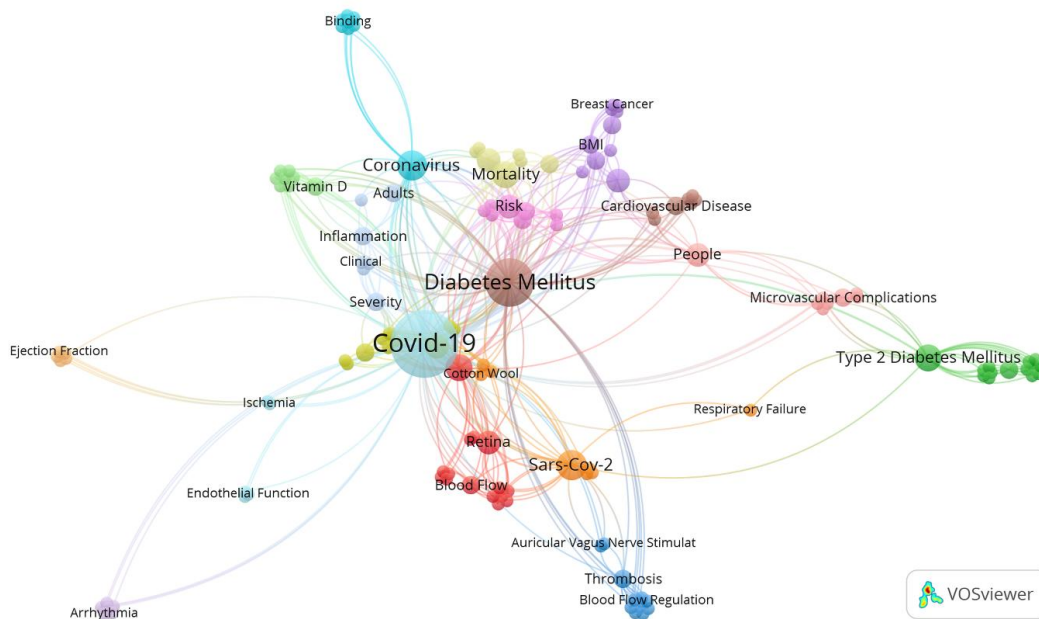 Binding
Breast Cancer
BMI
Coronavirus
Mortality
Vitamin D
Adults
Risk
Cardiovascular Disease
Inflammation
People
Clinical
Diabetes Mellitus
Severity
Microvascular Complications
Covid-19
Ejection Fraction
Type 2 Diabetes Mellitus
Cotton Wool
Ischemia
Respiratory Failure
Retina
Sars-Cov-2
Blood Flow
Endothelial Function
Auricular Vagus Nerve Stimulat
Thrombosis
Blood Flow Regulation
Arrhythmia
VOSviewer